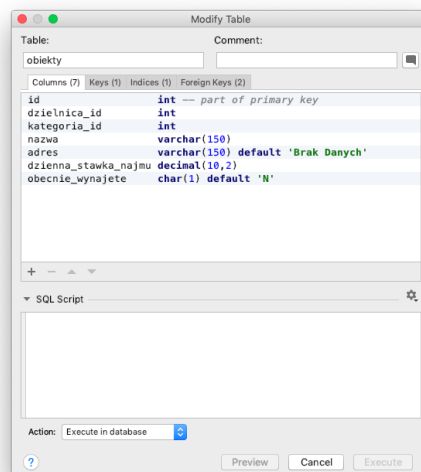 Modify Table
Table:
Comment:
obiekty
Columns (7) Keys (1) Indices (1) Foreign Keys (2)
id int -- part of primary key
dzielnica_id int
kategoria_id int
nazwa varchar(150)
adres varchar(150) default 'Brak Danych'
dzienna_stawka_najmu decimal(10,2)
obecnie_wynajete char(1) default 'N'
SQL Script
Action: Execute in database
? Preview Cancel Execute